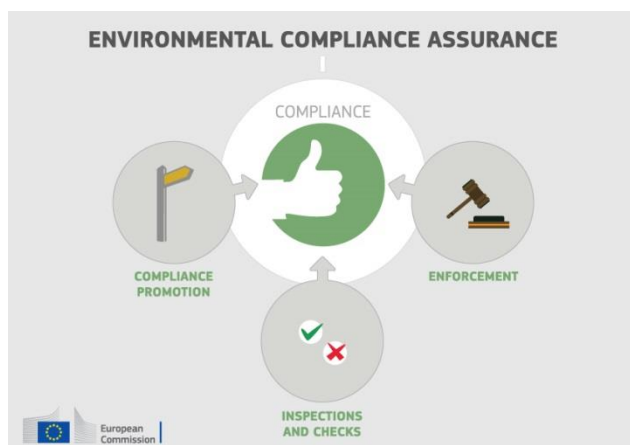 ENVIRONMENTAL COMPLIANCE ASSURANCE
COMPLIANCE
COMPLIANCE
PROMOTION
ENFORCEMENT
INSPECTIONS
AND CHECKS
European
Commission